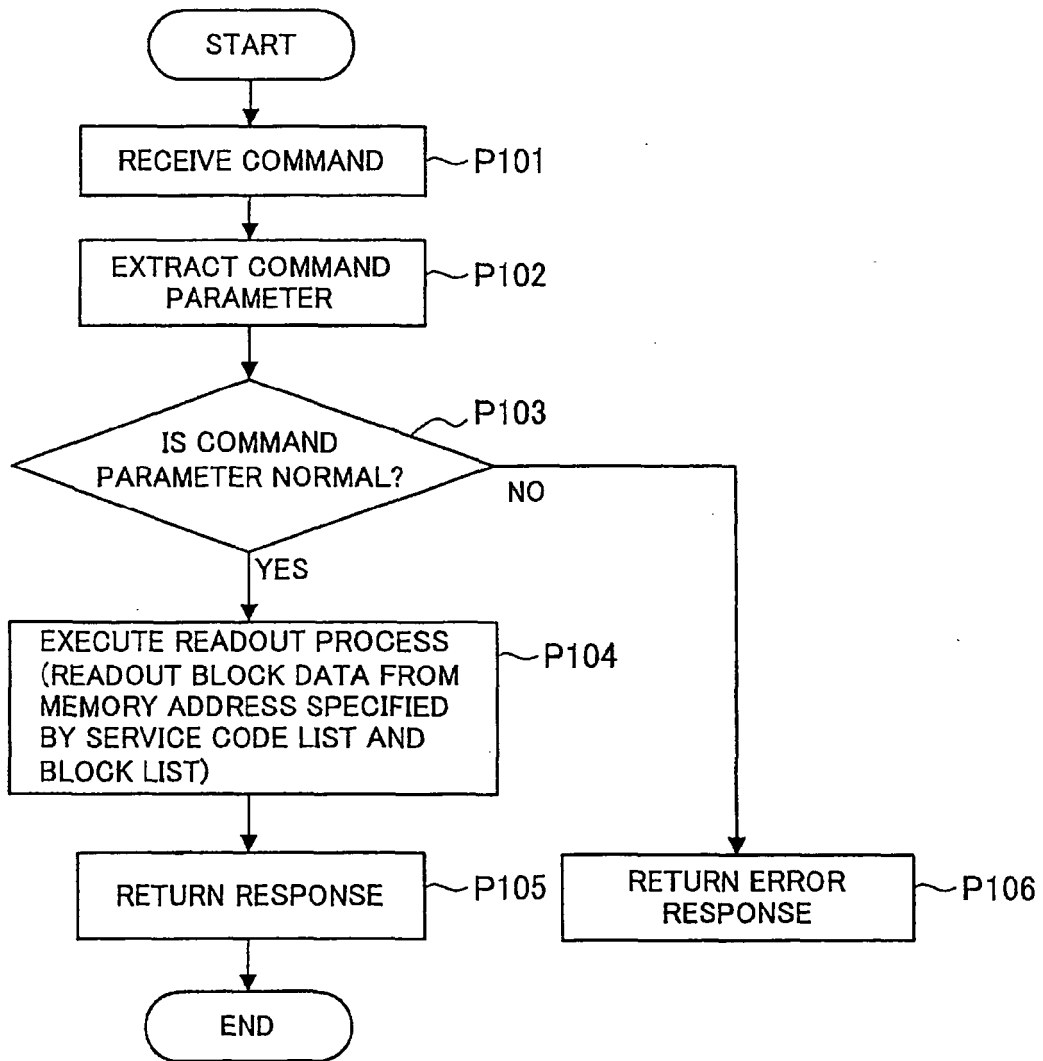 START
RECEIVE COMMAND
P101
EXTRACT COMMAND
PARAMETER
P102
IS COMMAND
PARAMETER NORMAL?
P103
NO
YES
EXECUTE READOUT PROCESS
(READOUT BLOCK DATA FROM
MEMORY ADDRESS SPECIFIED
BY SERVICE CODE LIST AND
BLOCK LIST)
P104
RETURN RESPONSE
P105
RETURN ERROR
RESPONSE
P106
END